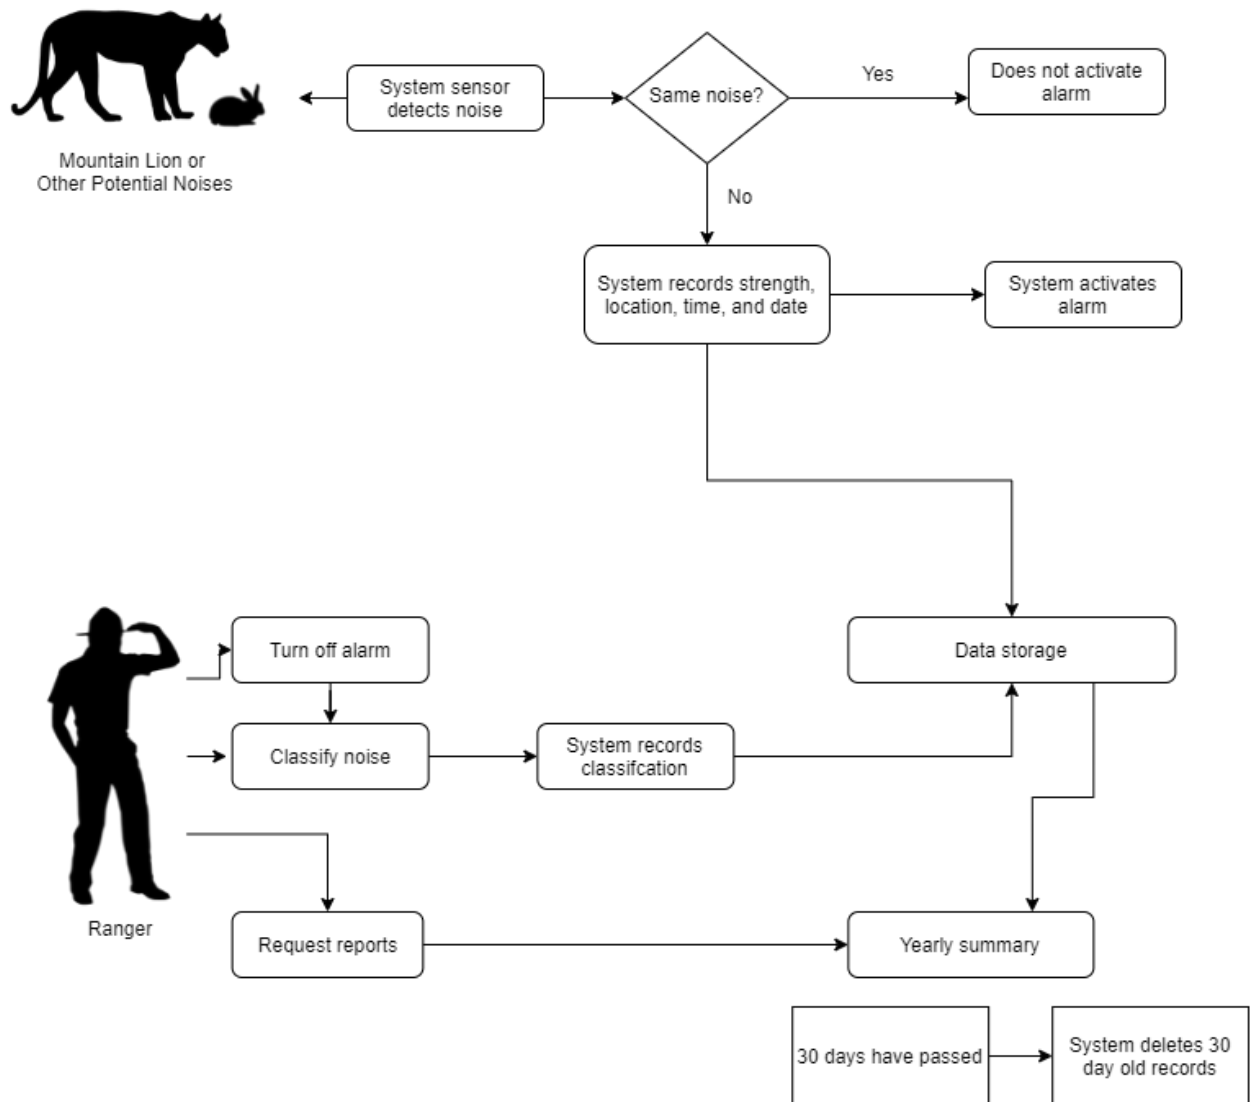 System sensor
detects noise
Same noise?
Yes
Does not activate
alarm
Mountain Lion or
Other Potential Noises
No
System records strength,
location, time, and date
System activates
alarm
Turn off alarm
Data storage
Classify noise
System records
classifcation
Ranger
Request reports
Yearly summary
30 days have passed
System deletes 30
day old records